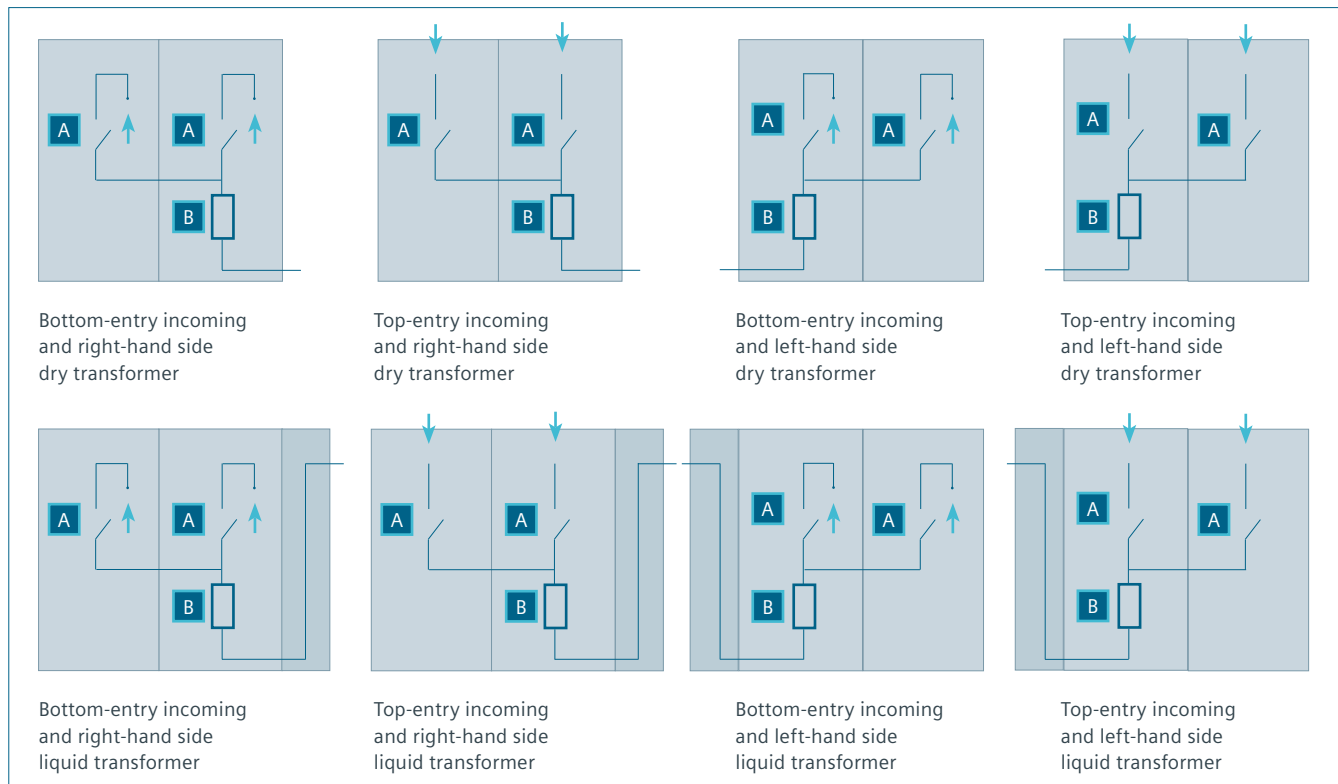 A
A
B
Bottom-entry incoming
and right-hand side
dry transformer
A
A
B
Top-entry incoming
and right-hand side
dry transformer
A
A
B
Bottom-entry incoming
and left-hand side
dry transformer
A
A
B
Top-entry incoming
and left-hand side
dry transformer
A
A
B
Bottom-entry incoming
and right-hand side
liquid transformer
A
A
B
Top-entry incoming
and right-hand side
liquid transformer
A
A
B
Bottom-entry incoming
and left-hand side
liquid transformer
A
A
B
Top-entry incoming
and left-hand side
liquid transformer